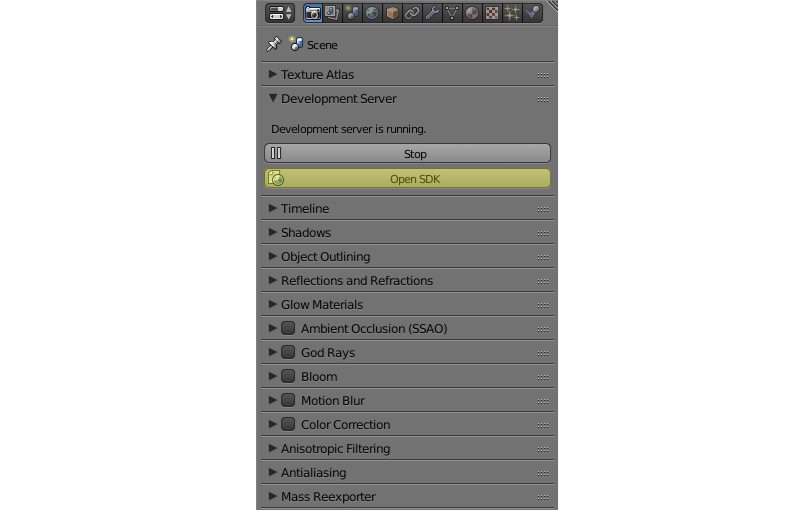 Scene
Texture Atlas
Development Server
Development server is running.
Stop
Open SDK
Timeline
Shadows
Object Outlining
Reflections and Refractions
Glow Materials
Ambient Occlusion (SSAO)
God Rays
Bloom
Motion Blur
Color Correction
Anisotropic Filtering
Antialiasing
Mass Reexporter